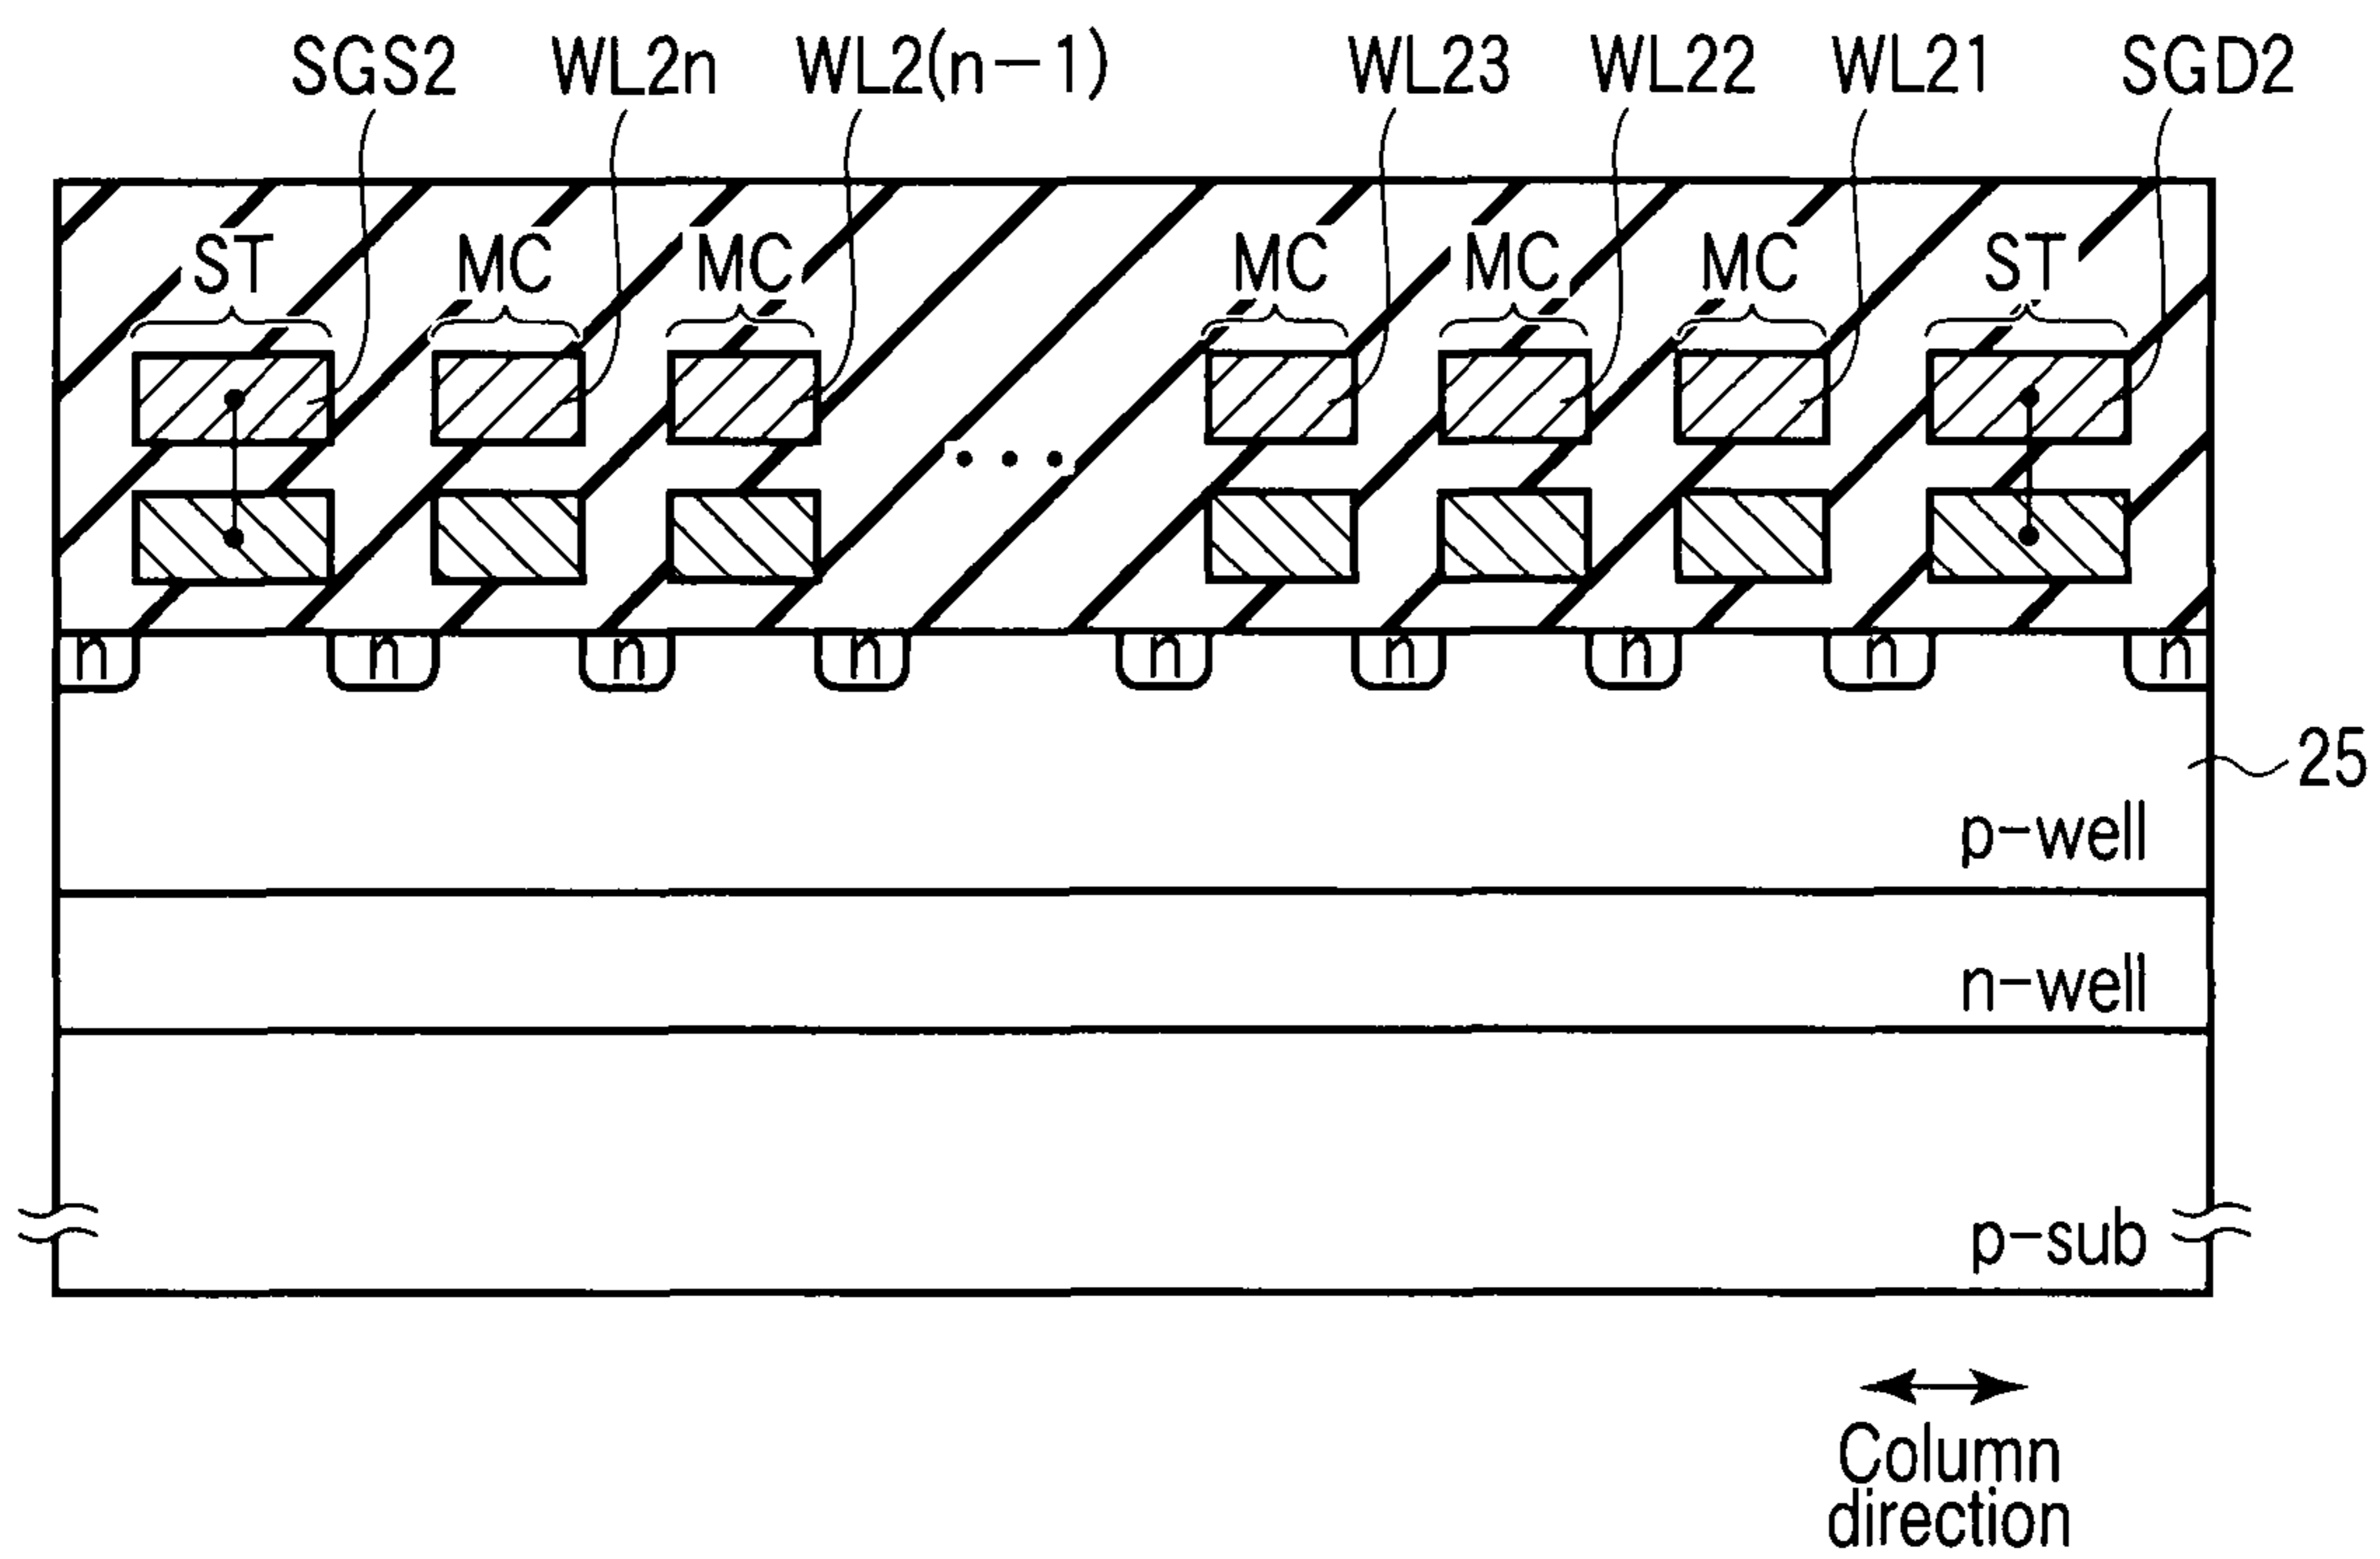 SGS2 WL2n WL2(n-1) WL23 WL22 WL21 SGD2
ST MC MC MC MC MC ST
n n n n n n n n n
25
p-well
n-well
p-sub
Column
direction